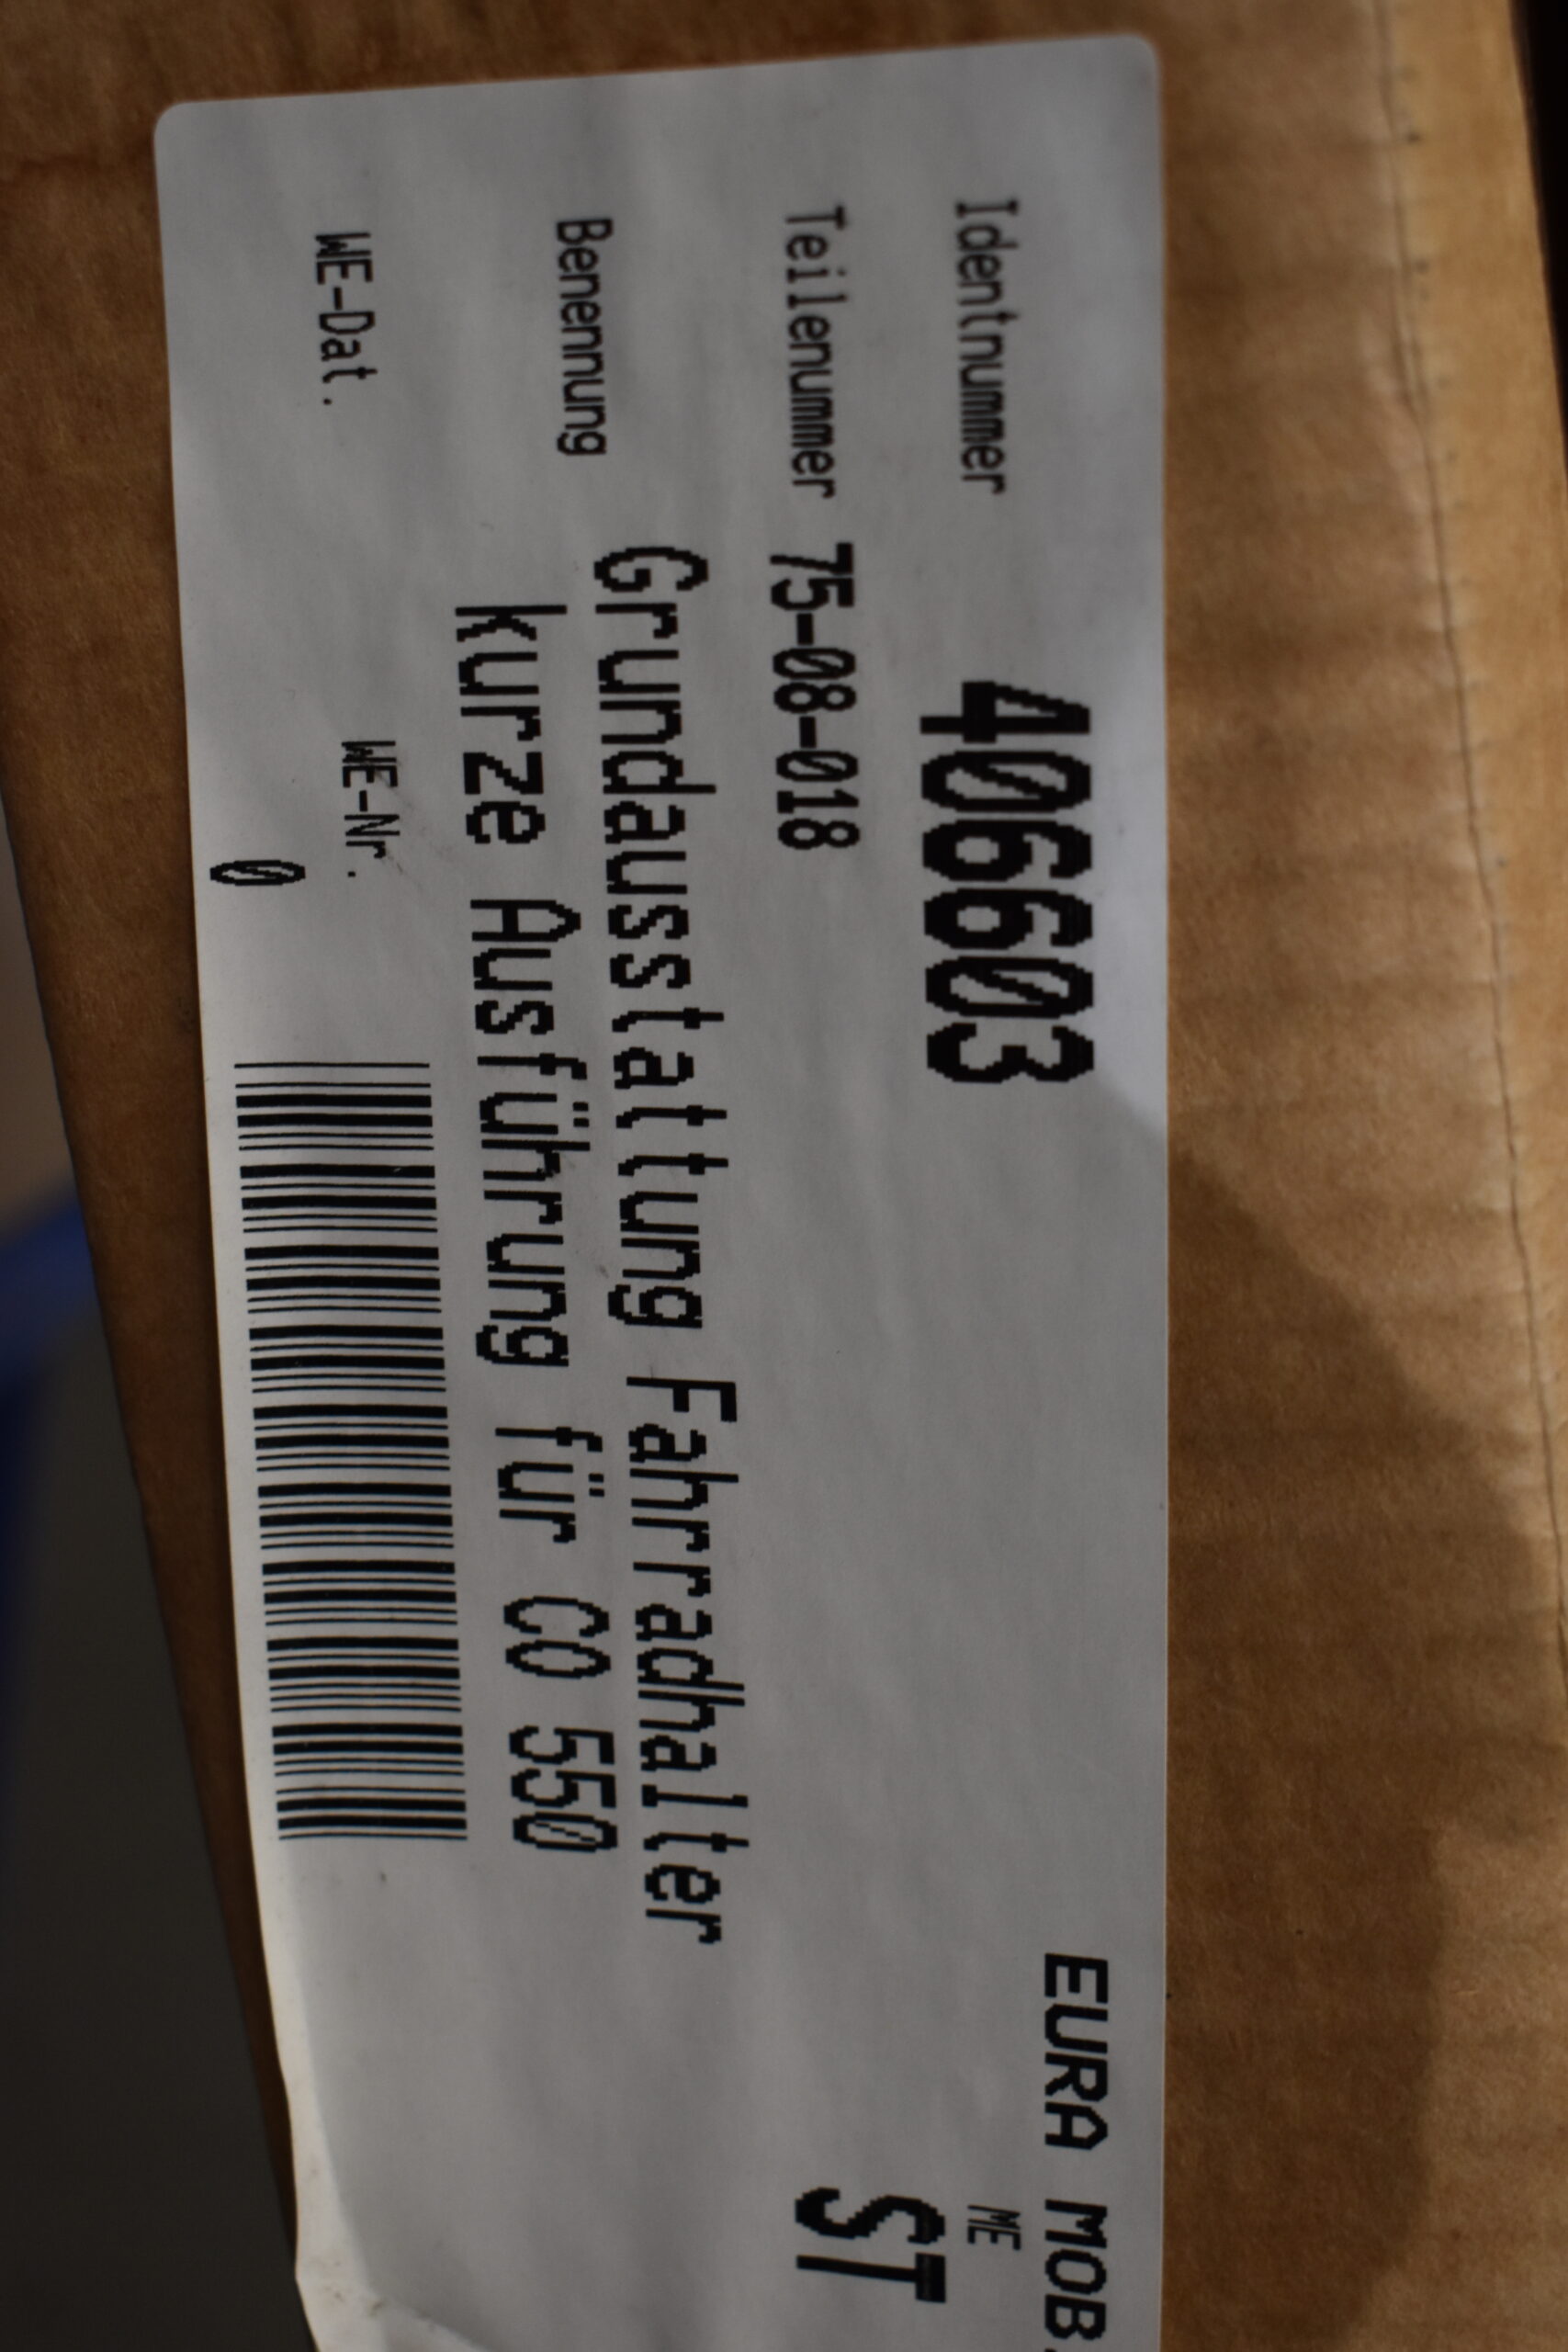 EURA MOB
Identnummer 406603
ME
Teilenummer 75-08-018
ST
Benennung Grundausstattung Fahrradhalter
kurze Ausführung für CO 550
WE-Dat. WE-Nr.
0